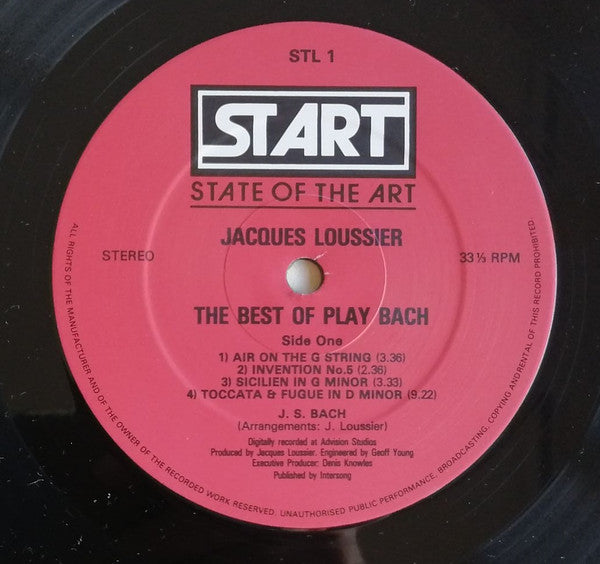 STL 1
START
STATE OF THE ART
JACQUES LOUSSIER
STEREO
33⅓ RPM
THE BEST OF PLAY BACH
Side One
1) AIR ON THE G STRING (3.36)
2) INVENTION No.5 (2.36)
3) SICILIEN IN G MINOR (3.33)
4) TOCCATA & FUGUE IN D MINOR (9.22)
J. S. BACH
(Arrangements: J. Loussier)
Digitally recorded at Advision Studios
Produced by Jacques Loussier. Engineered by Geoff Young
Executive Producer: Denis Knowles
Published by Intersong
ALL RIGHTS OF THE MANUFACTURER AND OF THE OWNER OF THE RECORDED WORK RESERVED. UNAUTHORISED PUBLIC PERFORMANCE, BROADCASTING, COPYING AND RENTAL OF THIS RECORD PROHIBITED